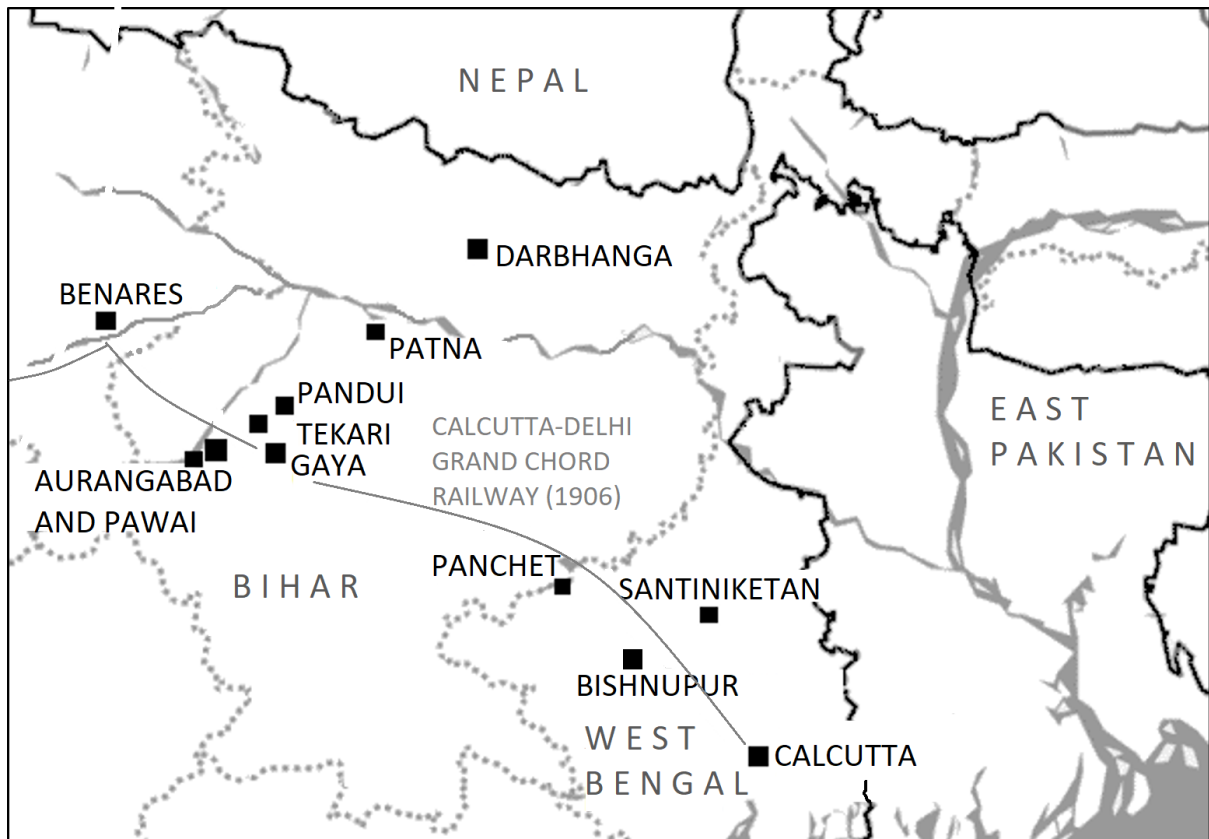 NEPAL
DARBHANGA
BENARES
PATNA
PANDUI
TEKARI
GAYA
AURANGABAD
AND PAWAI
CALCUTTA-DELHI
GRAND CHORD
RAILWAY (1906)
EAST
PAKISTAN
BIHAR
PANCHET
SANTINIKETAN
BISHNUPUR
WEST
BENGAL
CALCUTTA